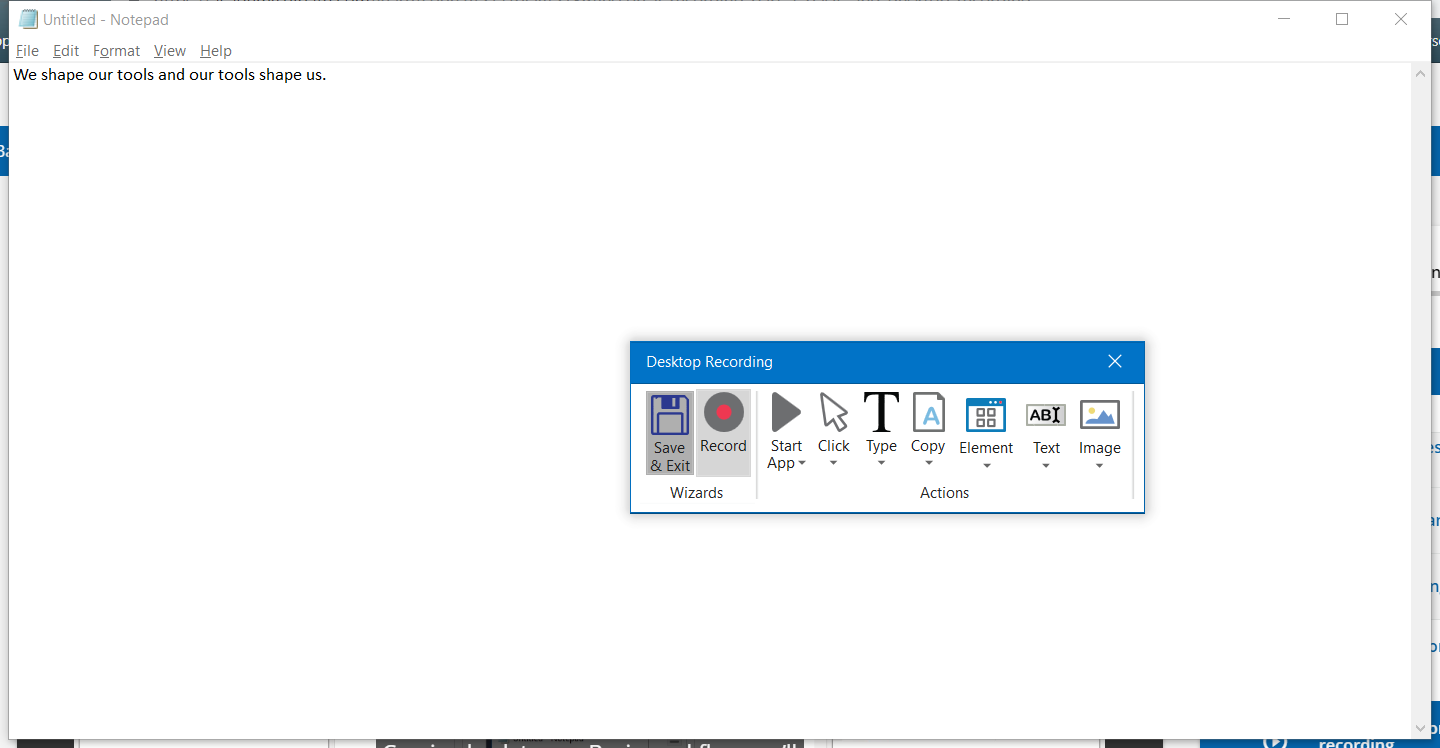 Untitled - Notepad
File Edit Format View Help
We shape our tools and our tools shape us.
Desktop Recording
Save & Exit
Record
Start App
Click
Type
Copy
Element
Text
Image
Wizards
Actions
recording